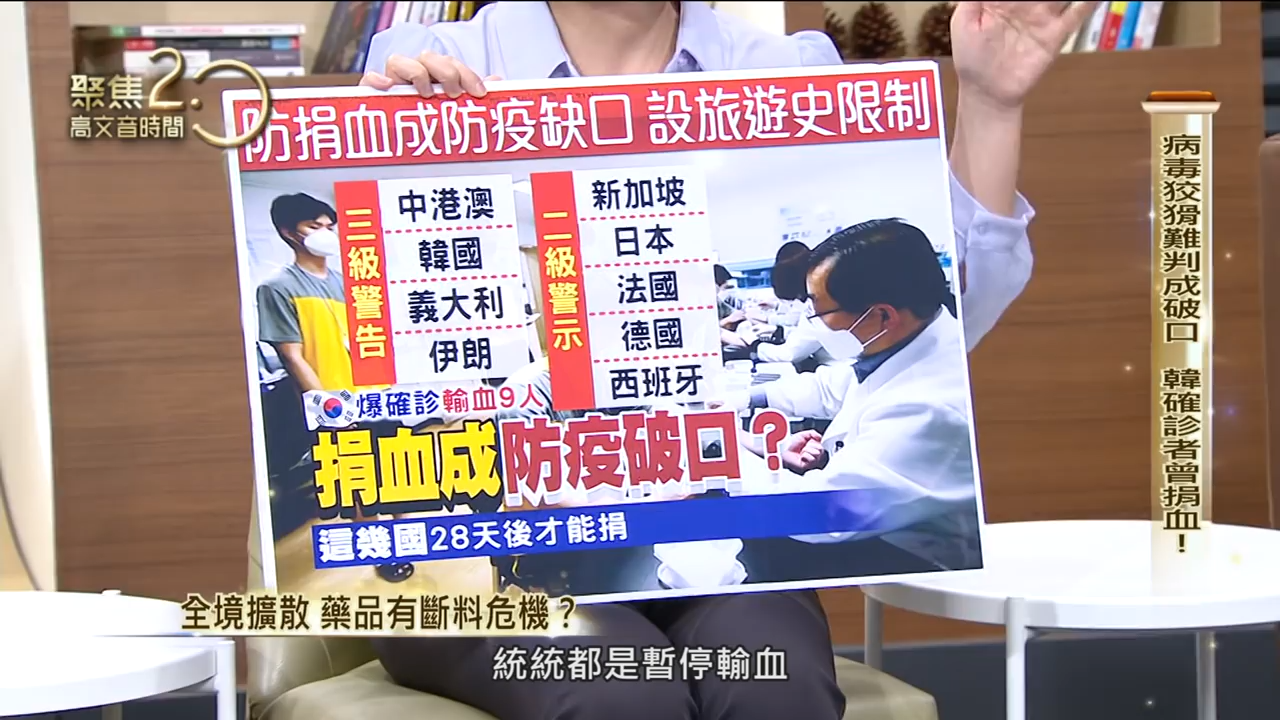 聚焦2.0
高文音時間
防捐血成防疫缺口 設旅遊史限制
三級警告
中港澳
韓國
義大利
伊朗
二級警示
新加坡
日本
法國
德國
西班牙
爆確診輸血9人
捐血成防疫破口？
這幾國28天後才能捐
病毒狡猾難判成破口 韓確診者曾捐血！
全境擴散 藥品有斷料危機？
統統都是暫停輸血